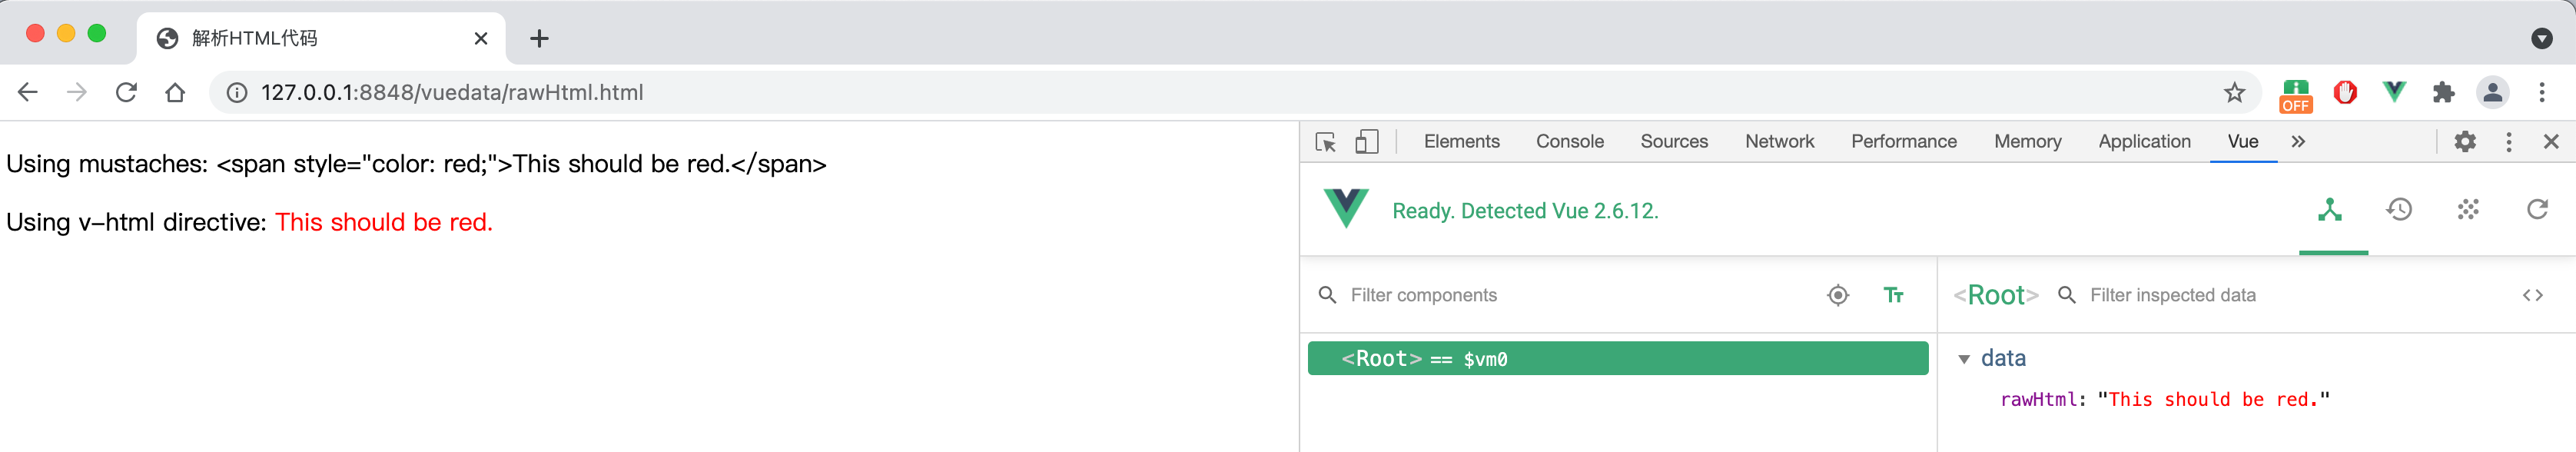 解析HTML代码
127.0.0.1:8848/vuedata/rawHtml.html
OFF
Using mustaches: <span style="color: red;">This should be red.</span>
Using v-html directive: This should be red.
Elements Console Sources Network Performance Memory Application Vue
Ready. Detected Vue 2.6.12.
Filter components
<Root> Filter inspected data
<Root> == $vm0
data
rawHtml: "This should be red."